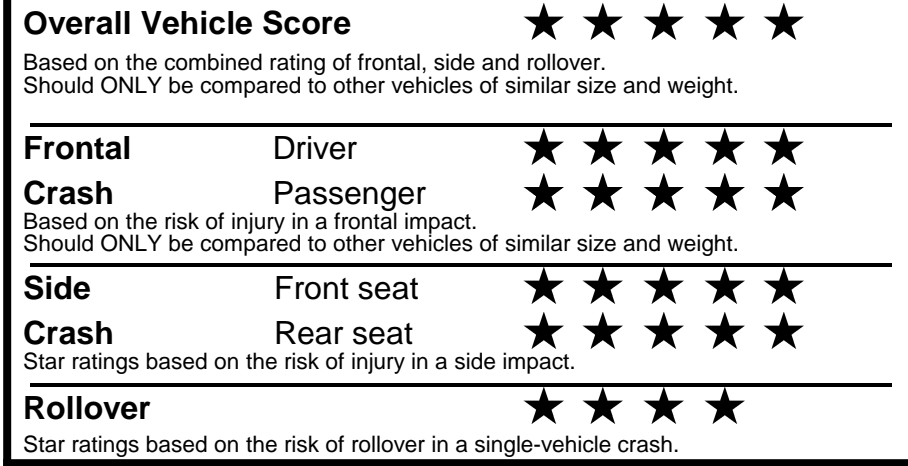 Overall Vehicle Score ★ ★ ★ ★ ★
Based on the combined rating of frontal, side and rollover.
Should ONLY be compared to other vehicles of similar size and weight.
Frontal Driver ★ ★ ★ ★ ★
Crash Passenger ★ ★ ★ ★ ★
Based on the risk of injury in a frontal impact.
Should ONLY be compared to other vehicles of similar size and weight.
Side Front seat ★ ★ ★ ★ ★
Crash Rear seat ★ ★ ★ ★ ★
Star ratings based on the risk of injury in a side impact.
Rollover ★ ★ ★ ★
Star ratings based on the risk of rollover in a single-vehicle crash.